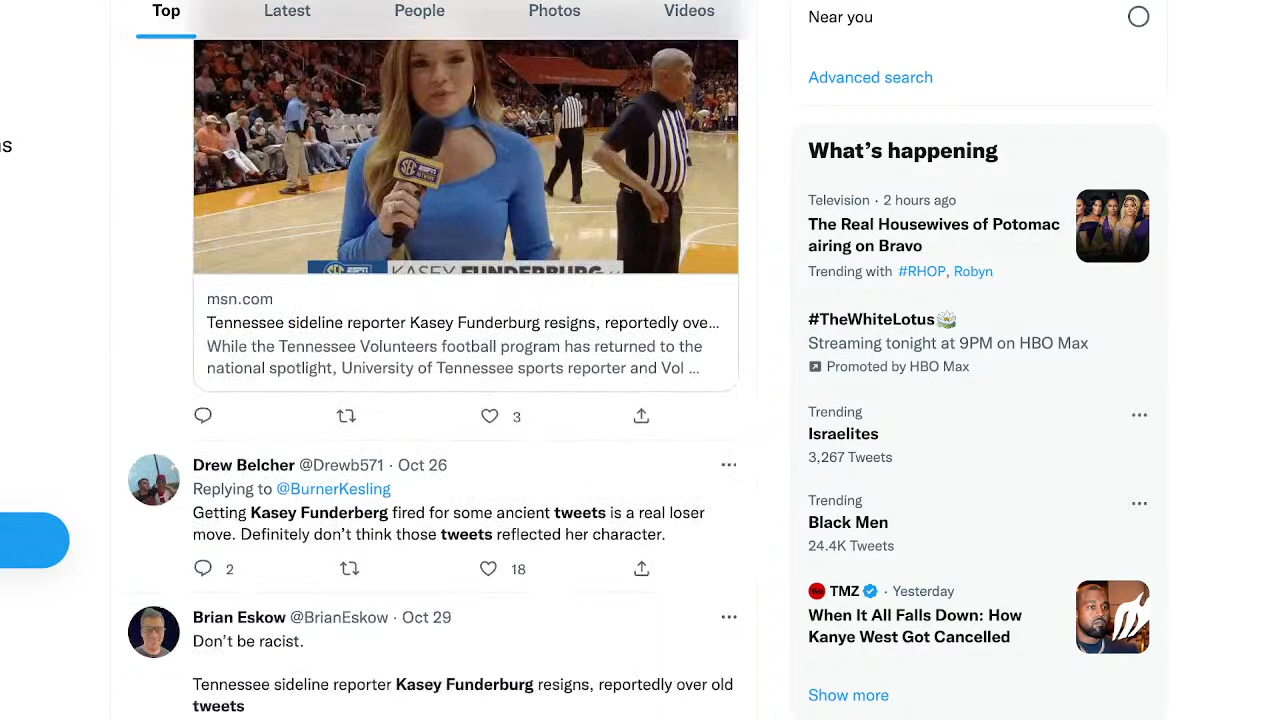 Top
Latest
People
Photos
Videos
SEC
ESPN
NETWORK
SEC ESPN
KASEY FUNDERBURG
msn.com
Tennessee sideline reporter Kasey Funderburg resigns, reportedly ove...
While the Tennessee Volunteers football program has returned to the
national spotlight, University of Tennessee sports reporter and Vol ...
3
Drew Belcher @Drewb571 · Oct 26
Replying to @BurnerKesling
Getting Kasey Funderberg fired for some ancient tweets is a real loser
move. Definitely don't think those tweets reflected her character.
2
18
Brian Eskow @BrianEskow · Oct 29
Don't be racist.
Tennessee sideline reporter Kasey Funderburg resigns, reportedly over old
tweets
Near you
Advanced search
What's happening
Television · 2 hours ago
The Real Housewives of Potomac
airing on Bravo
Trending with #RHOP, Robyn
#TheWhiteLotus
Streaming tonight at 9PM on HBO Max
Promoted by HBO Max
Trending
Israelites
3,267 Tweets
Trending
Black Men
24.4K Tweets
TMZ · Yesterday
When It All Falls Down: How
Kanye West Got Cancelled
Show more